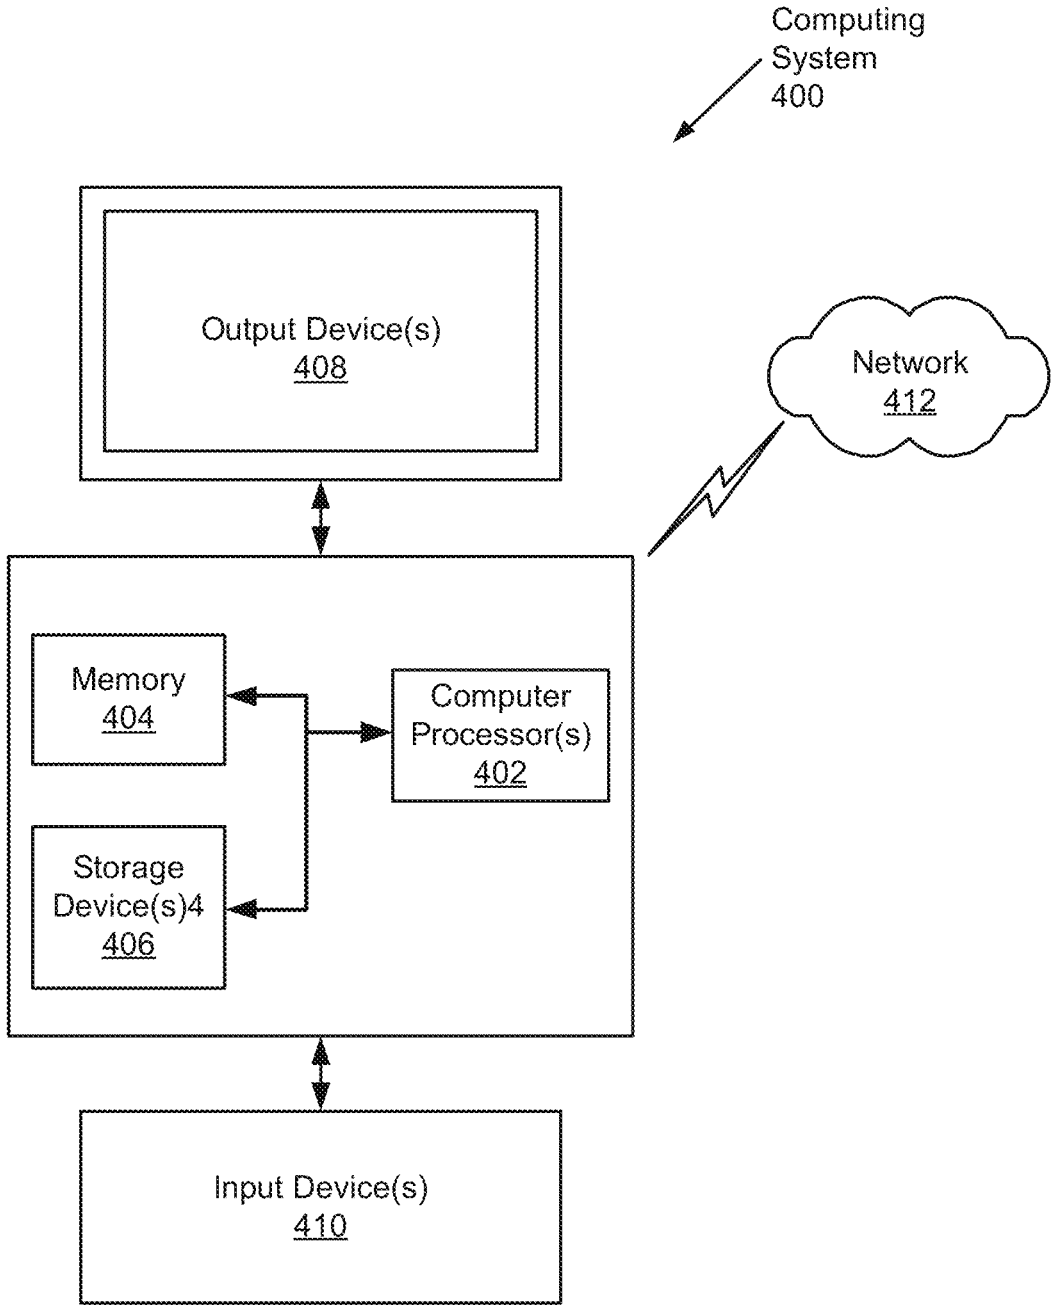 Computing
System
400
Output Device(s)
408
Network
412
Memory
404
Computer
Processor(s)
402
Storage
Device(s)4
406
Input Device(s)
410